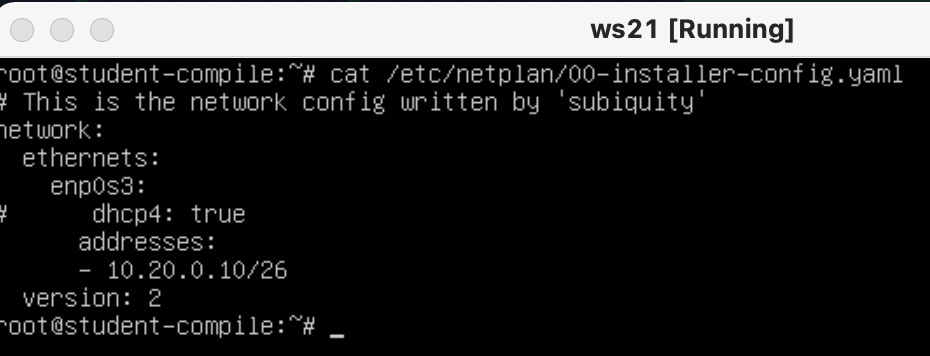 ws21 [Running]
root@student-compile:~# cat /etc/netplan/00-installer-config.yaml
# This is the network config written by 'subiquity'
network:
  ethernets:
    enp0s3:
#      dhcp4: true
      addresses:
      - 10.20.0.10/26
  version: 2
root@student-compile:~# _